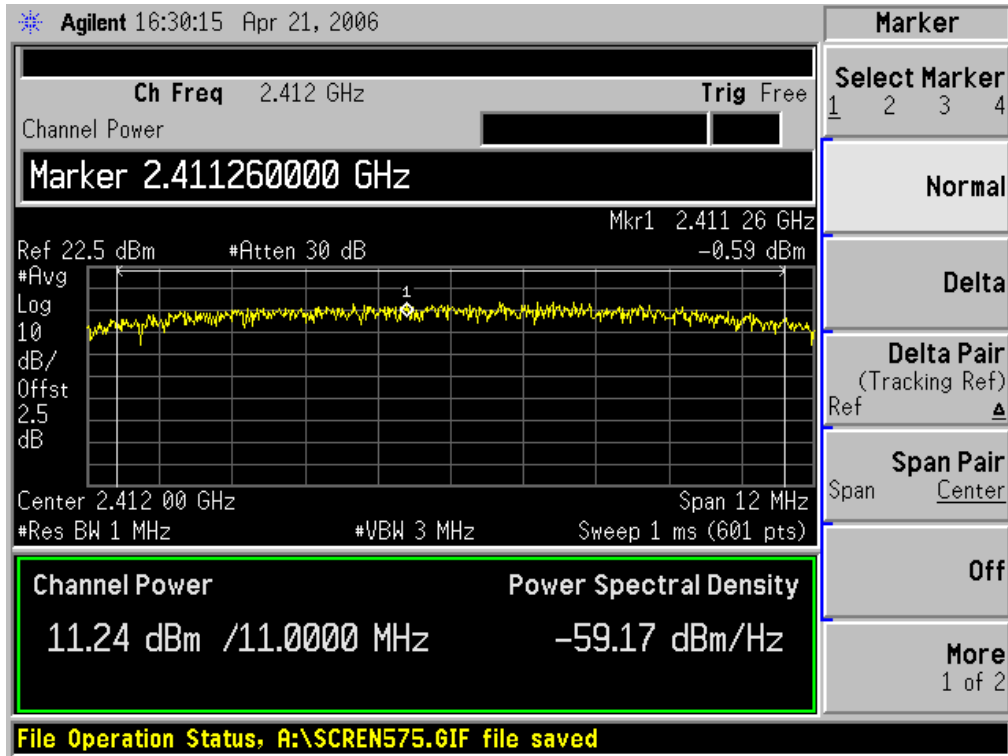 Agilent 16:30:15 Apr 21, 2006
Ch Freq 2.412 GHz Trig Free
Channel Power
Marker 2.411260000 GHz
Mkr1 2.411 26 GHz
Ref 22.5 dBm #Atten 30 dB -0.59 dBm
#Avg
Log
10
dB/
Offst
2.5
dB
1
Center 2.412 00 GHz Span 12 MHz
#Res BW 1 MHz #VBW 3 MHz Sweep 1 ms (601 pts)
Channel Power Power Spectral Density
11.24 dBm /11.0000 MHz -59.17 dBm/Hz
File Operation Status, A:\SCREN575.GIF file saved
Marker
Select Marker
1 2 3 4
Normal
Delta
Delta Pair
(Tracking Ref)
Ref Δ
Span Pair
Span Center
Off
More
1 of 2